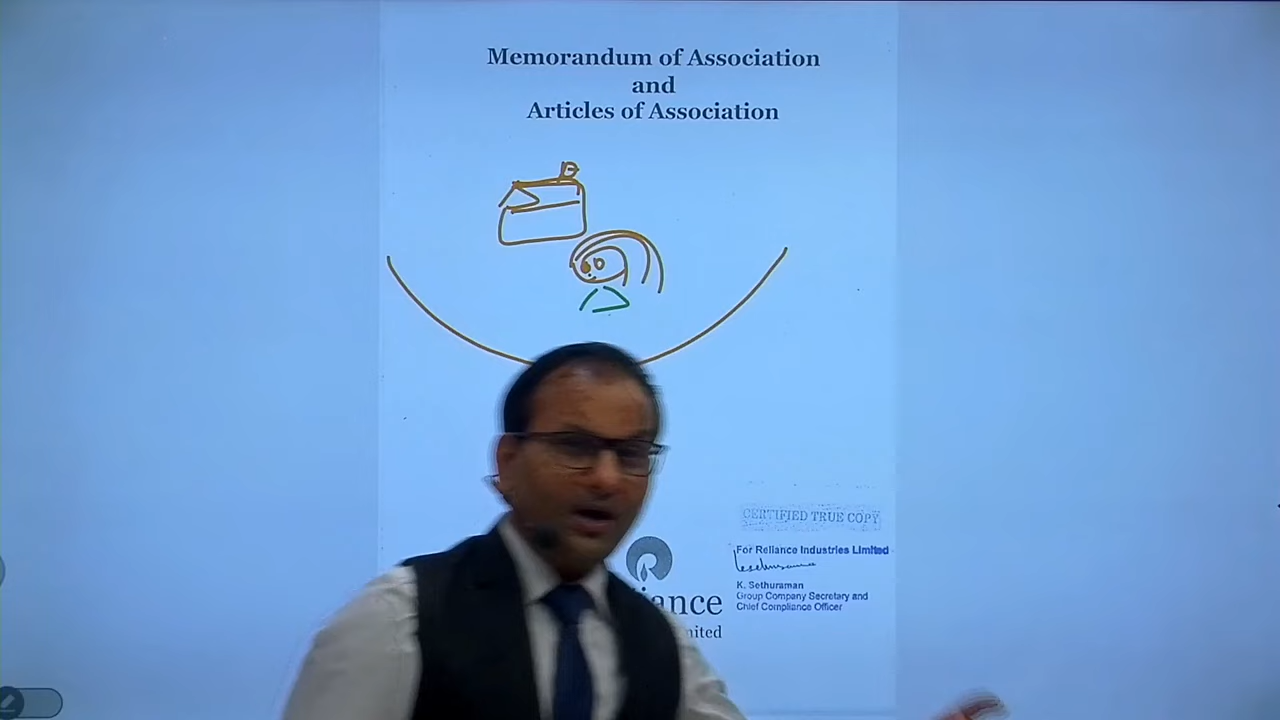 Memorandum of Association
and
Articles of Association
CERTIFIED TRUE COPY
For Reliance Industries Limited
K. Sethuraman
Group Company Secretary and
Chief Compliance Officer